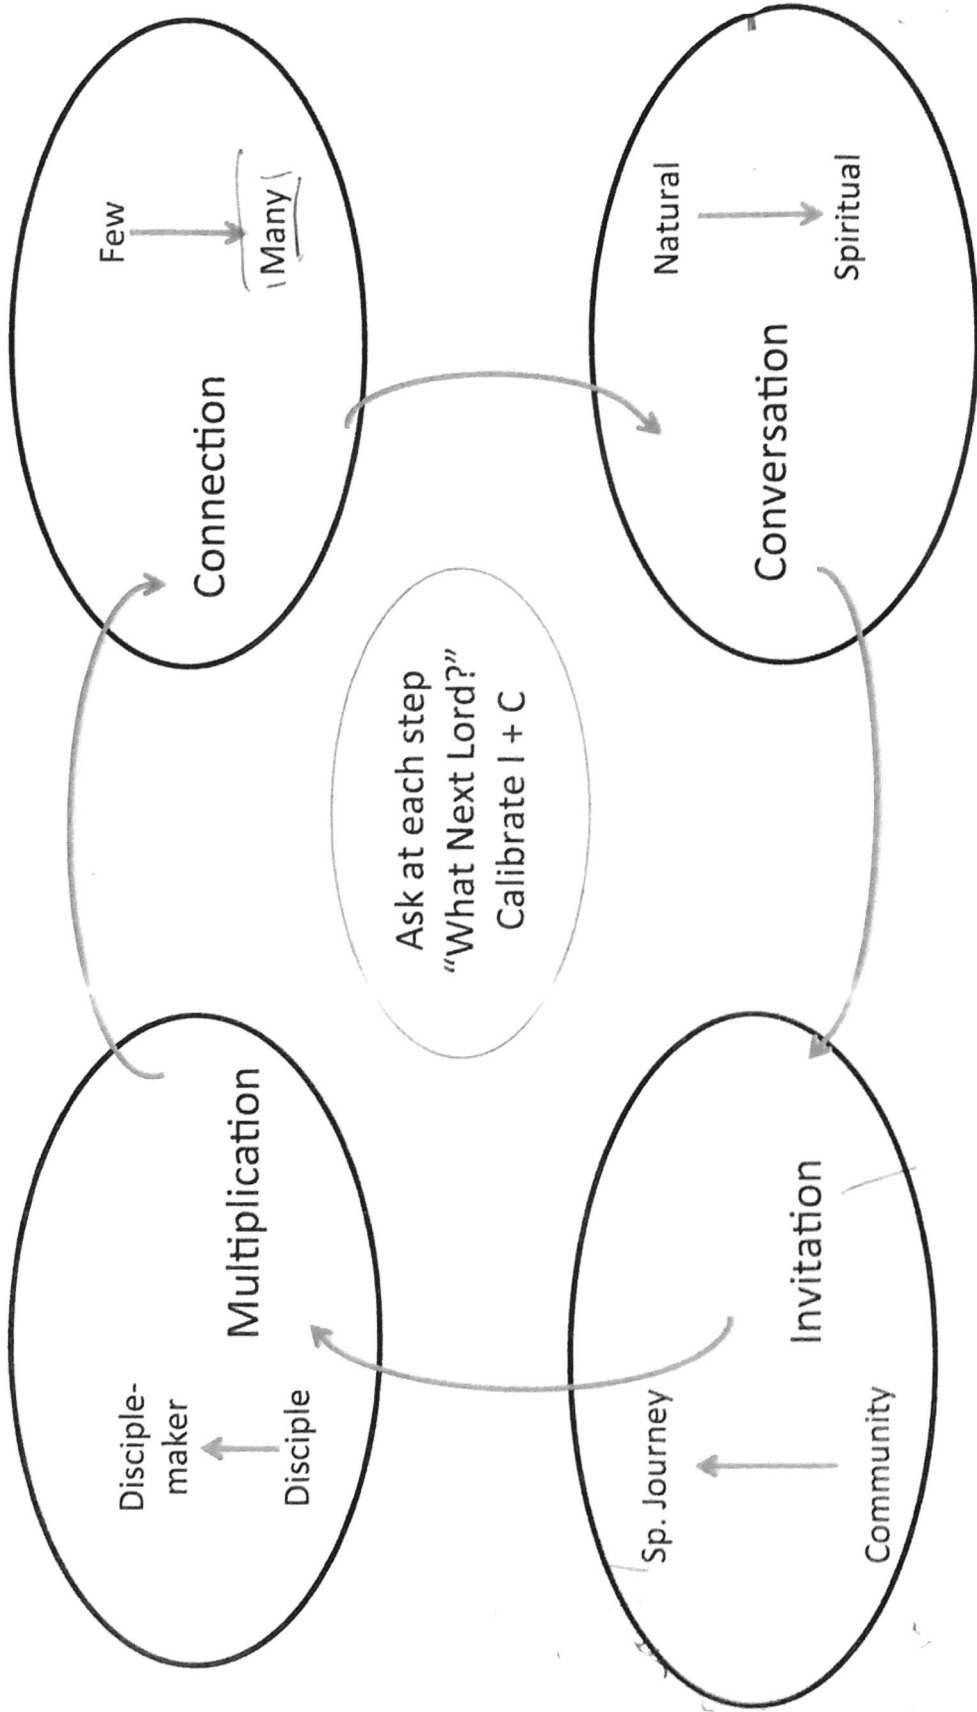 Connection
Few
Many
Conversation
Natural
Spiritual
Invitation
Community
Sp. Journey
Multiplication
Disciple
Disciple-
maker
Ask at each step
“What Next Lord?”
Calibrate I + C